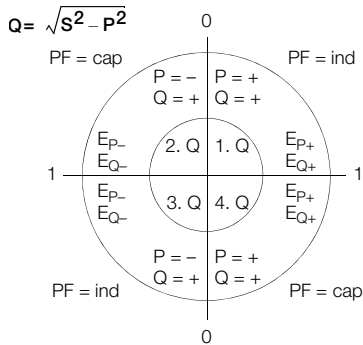 Q= √S² – P²
0
PF = cap
PF = ind
P = –
Q = +
P = +
Q = +
E_P–
E_Q–
2. Q
1. Q
E_P+
E_Q+
1
1
E_P–
E_Q–
3. Q
4. Q
E_P+
E_Q+
P = –
Q = +
P = +
Q = +
PF = ind
PF = cap
0